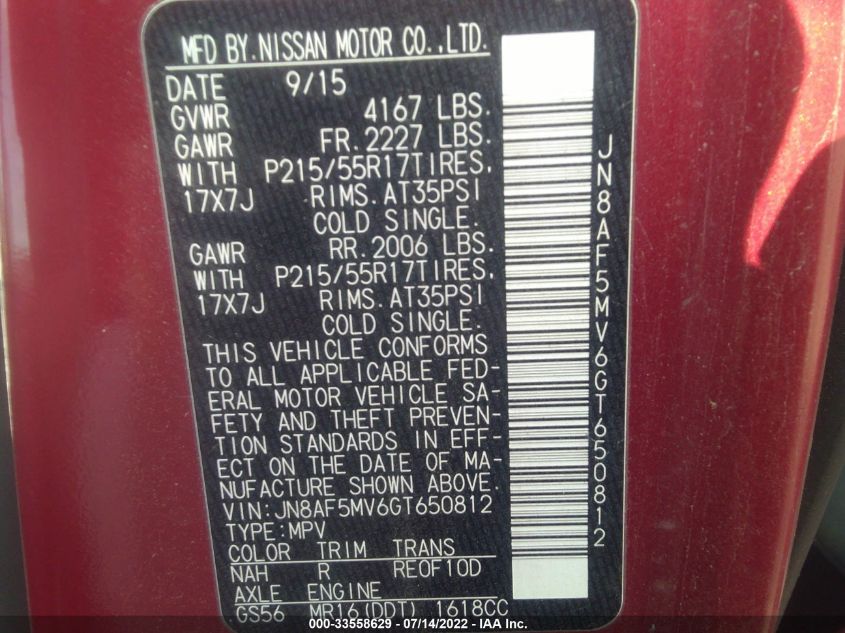 MFD BY.NISSAN MOTOR CO.,LTD.
DATE 9/15
GVWR 4167 LBS.
GAWR FR.2227 LBS.
WITH P215/55R17TIRES,
17X7J RIMS.AT35PSI
COLD SINGLE.
GAWR RR.2006 LBS.
WITH P215/55R17TIRES,
17X7J RIMS.AT35PSI
COLD SINGLE.
THIS VEHICLE CONFORMS
TO ALL APPLICABLE FED-
ERAL MOTOR VEHICLE SA-
FETY AND THEFT PREVEN-
TION STANDARDS IN EFF-
ECT ON THE DATE OF MA-
NUFACTURE SHOWN ABOVE.
VIN:JN8AF5MV6GT650812
TYPE:MPV
COLOR TRIM TRANS
NAH R RE0F10D
AXLE ENGINE
GS56 MR16(DDT) 1618CC
JN8AF5MV6GT650812
000-33558629 - 07/14/2022 - IAA Inc.